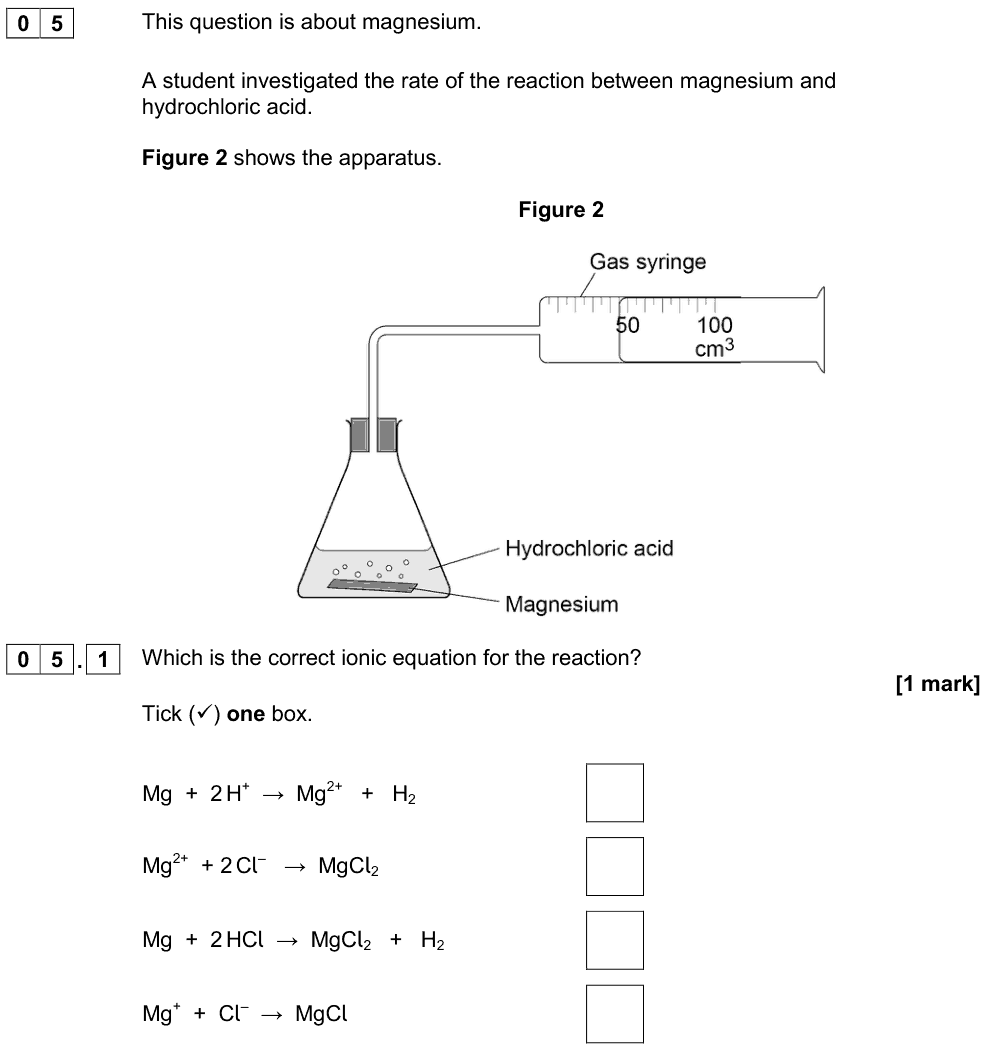 0 5 This question is about magnesium.
A student investigated the rate of the reaction between magnesium and
hydrochloric acid.
Figure 2 shows the apparatus.
Figure 2
Gas syringe
50 100
cm³
Hydrochloric acid
Magnesium
0 5 . 1 Which is the correct ionic equation for the reaction?
[1 mark]
Tick (✓) one box.
Mg + 2H⁺ → Mg²⁺ + H₂
Mg²⁺ + 2Cl⁻ → MgCl₂
Mg + 2HCl → MgCl₂ + H₂
Mg⁺ + Cl⁻ → MgCl